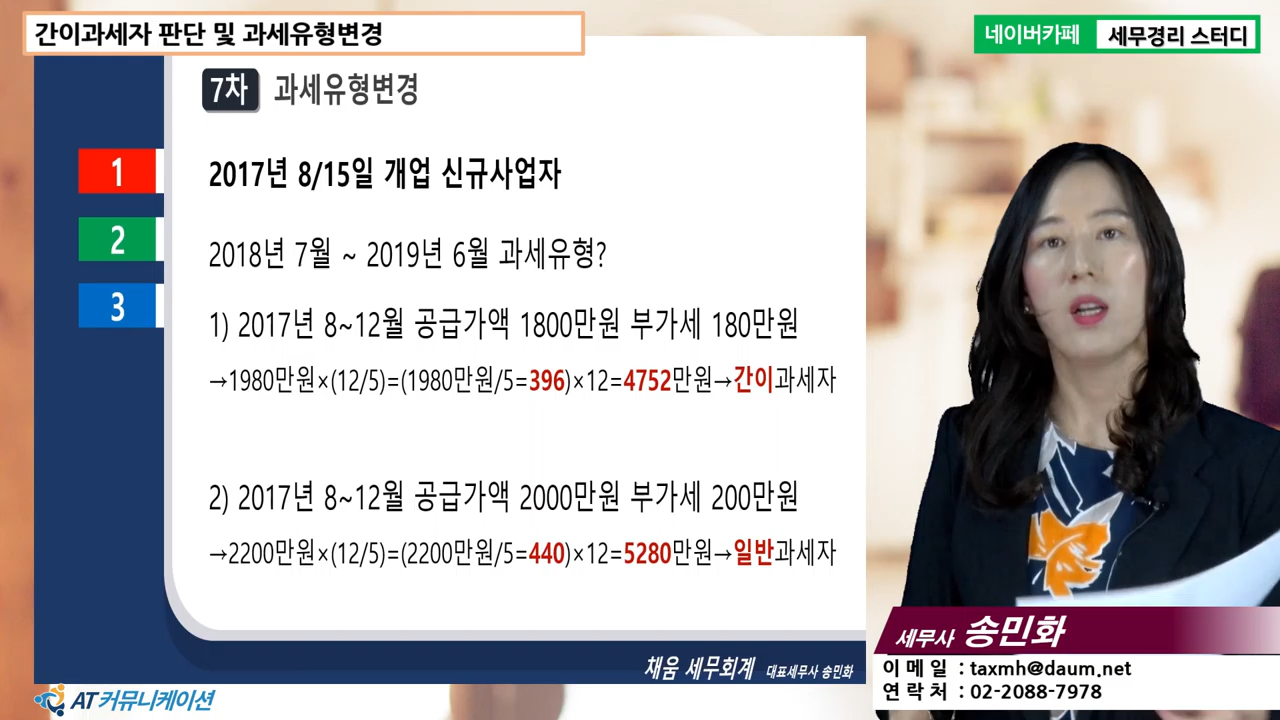 간이과세자 판단 및 과세유형변경
네이버카페 세무경리 스터디
7차 과세유형변경
1
2
3
2017년 8/15일 개업 신규사업자
2018년 7월 ~ 2019년 6월 과세유형?
1) 2017년 8~12월 공급가액 1800만원 부가세 180만원
→1980만원×(12/5)=(1980만원/5=396)×12=4752만원→간이과세자
2) 2017년 8~12월 공급가액 2000만원 부가세 200만원
→2200만원×(12/5)=(2200만원/5=440)×12=5280만원→일반과세자
채움 세무회계 대표세무사 송민화
세무사 송민화
이 메 일 : taxmh@daum.net
연 락 처 : 02-2088-7978
AT커뮤니케이션